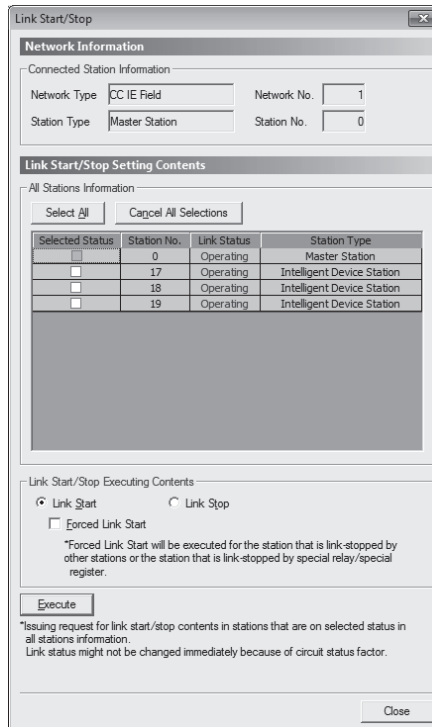 Link Start/Stop
Network Information
Connected Station Information
Network Type CC IE Field Network No. 1
Station Type Master Station Station No. 0
Link Start/Stop Setting Contents
All Stations Information
Select All Cancel All Selections
Selected Status Station No. Link Status Station Type
0 Operating Master Station
17 Operating Intelligent Device Station
18 Operating Intelligent Device Station
19 Operating Intelligent Device Station
Link Start/Stop Executing Contents
Link Start Link Stop
Forced Link Start
*Forced Link Start will be executed for the station that is link-stopped by
other stations or the station that is link-stopped by special relay/special
register.
Execute
*Issuing request for link start/stop contents in stations that are on selected status in
all stations information.
Link status might not be changed immediately because of circuit status factor.
Close